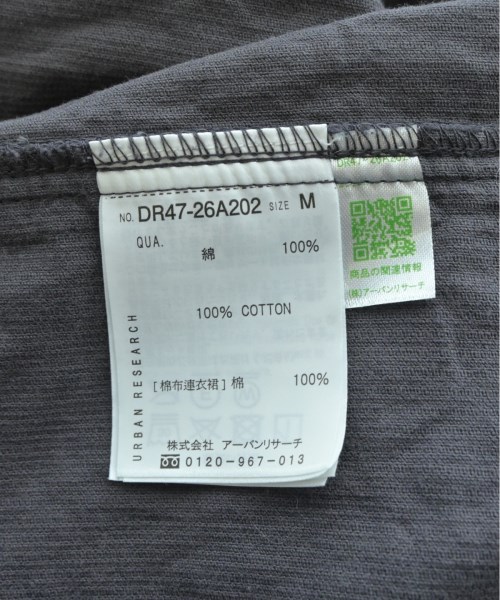 NO. DR47-26A202 SIZE M
QUA.
綿 100%
100% COTTON
[棉布連衣裙] 棉 100%
URBAN RESEARCH
株式会社 アーバンリサーチ
0120-967-013
DR47-26A202
商品の関連情報
(株)アーバンリサーチ